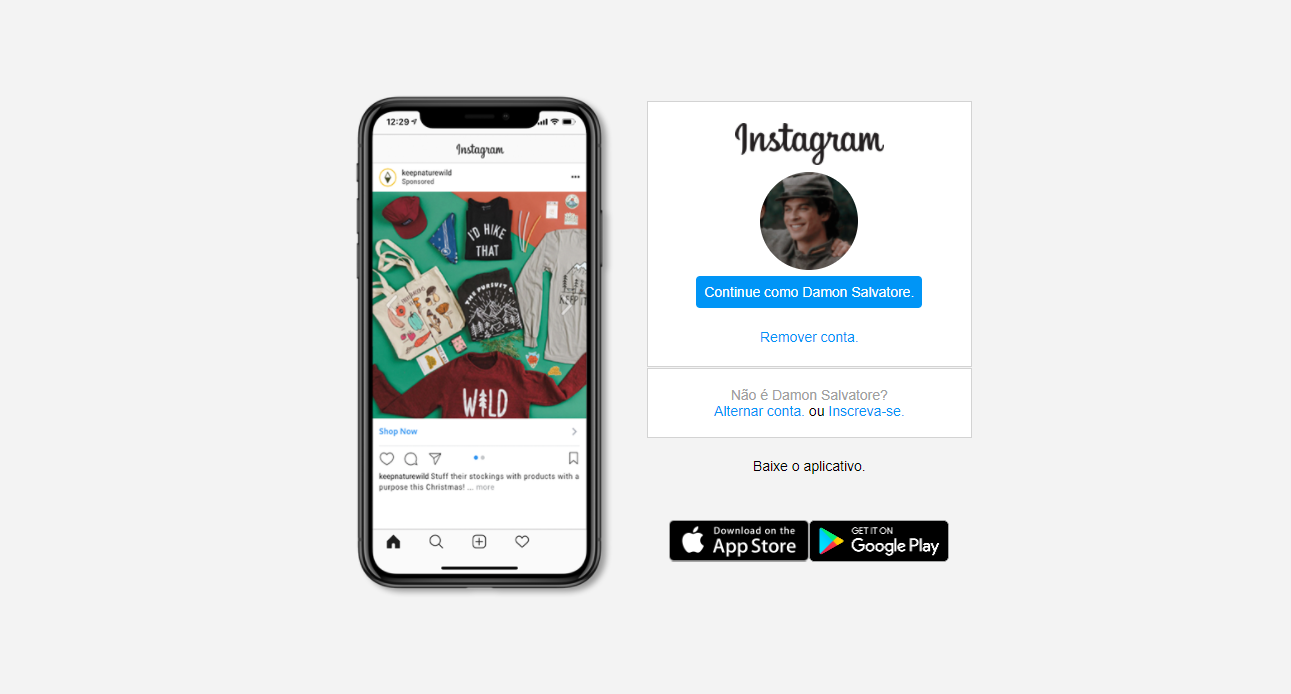 12:29
Instagram
keepnaturewild
Sponsored
I'D HIKE
THAT
THE PURSUIT
WILD
Shop Now
keepnaturewild Stuff their stockings with products with a
purpose this Christmas! ... more
Instagram
Continue como Damon Salvatore.
Remover conta.
Não é Damon Salvatore?
Alternar conta. ou Inscreva-se.
Baixe o aplicativo.
Download on the
App Store
GET IT ON
Google Play